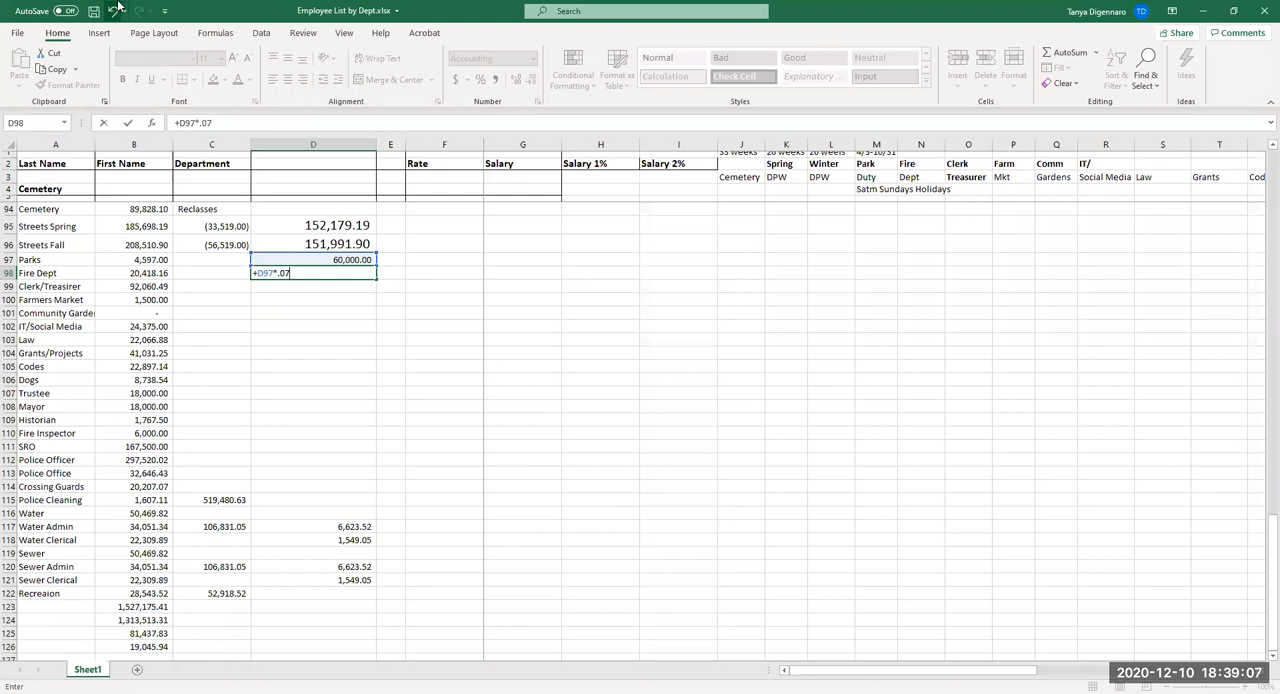 AutoSave Off Employee List by Dept.xlsx Search Tanya Digennaro TD
File Home Insert Page Layout Formulas Data Review View Help Acrobat Share Comments
Cut
Copy
Format Painter
Paste
11
Wrap Text
Merge & Center
Accounting
Conditional Formatting
Format as Table
Normal Bad Good Neutral
Calculation Check Cell Explanatory ... Input
Insert Delete Format
AutoSum
Fill
Clear
Sort & Filter
Find & Select
Ideas
Clipboard Font Alignment Number Styles Cells Editing Ideas
D98 +D97*.07
A B C D E F G H I J K L M N O P Q R S T
2 Last Name First Name Department Rate Salary Salary 1% Salary 2% Spring Winter Park Fire Clerk Farm Comm IT/
3 Cemetery DPW DPW Duty Dept Treasurer Mkt Gardens Social Media Law Grants Cod
4 Cemetery Satm Sundays Holidays
94 Cemetery 89,828.10 Reclasses
95 Streets Spring 185,698.19 (33,519.00) 152,179.19
96 Streets Fall 208,510.90 (56,519.00) 151,991.90
97 Parks 4,597.00 60,000.00
98 Fire Dept 20,418.16 +D97*.07
99 Clerk/Treasirer 92,060.49
100 Farmers Market 1,500.00
101 Community Garde -
102 IT/Social Media 24,375.00
103 Law 22,066.88
104 Grants/Projects 41,031.25
105 Codes 22,897.14
106 Dogs 8,738.54
107 Trustee 18,000.00
108 Mayor 18,000.00
109 Historian 1,767.50
110 Fire Inspector 6,000.00
111 SRO 167,500.00
112 Police Officer 297,520.02
113 Police Office 32,646.43
114 Crossing Guards 20,207.07
115 Police Cleaning 1,607.11 519,480.63
116 Water 50,469.82
117 Water Admin 34,051.34 106,831.05 6,623.52
118 Water Clerical 22,309.89 1,549.05
119 Sewer 50,469.82
120 Sewer Admin 34,051.34 106,831.05 6,623.52
121 Sewer Clerical 22,309.89 1,549.05
122 Recreaion 28,543.52 52,918.52
123 1,527,175.41
124 1,313,513.31
125 81,437.83
126 19,045.94
Sheet1
2020-12-10 18:39:07
Enter